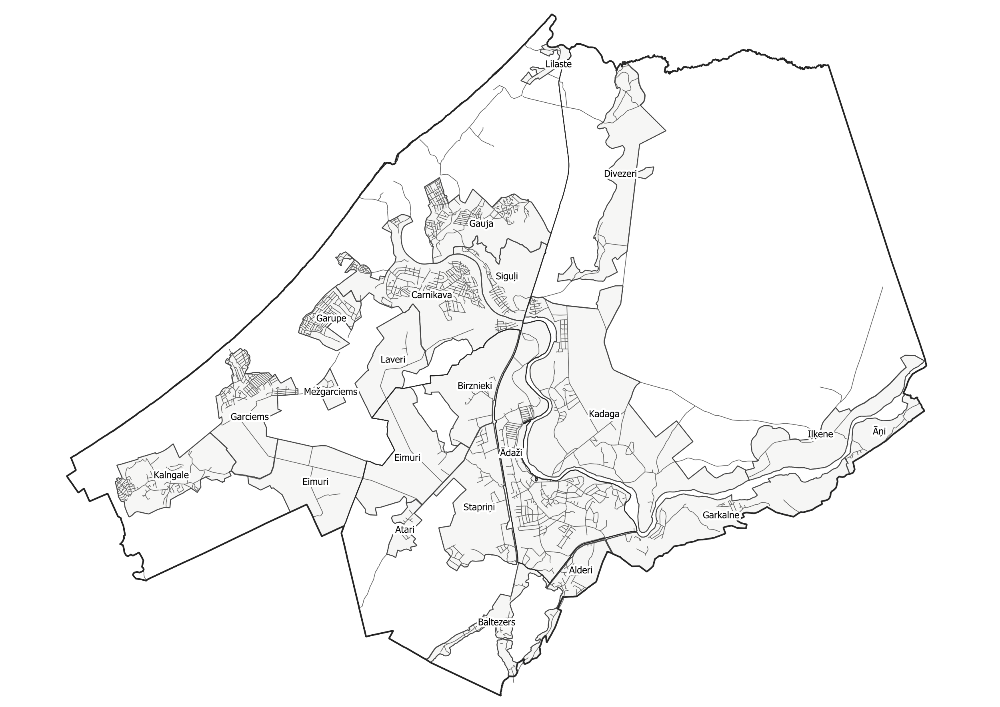 Lilaste
Divezeri
Gauja
Siguļi
Carnikava
Garupe
Laveri
Birznieki
Mežgarciems
Kadaga
Garciems
Āņi
Iļķene
Ādaži
Eimuri
Kalngale
Eimuri
Stapriņi
Garkalne
Atari
Alderi
Baltezers